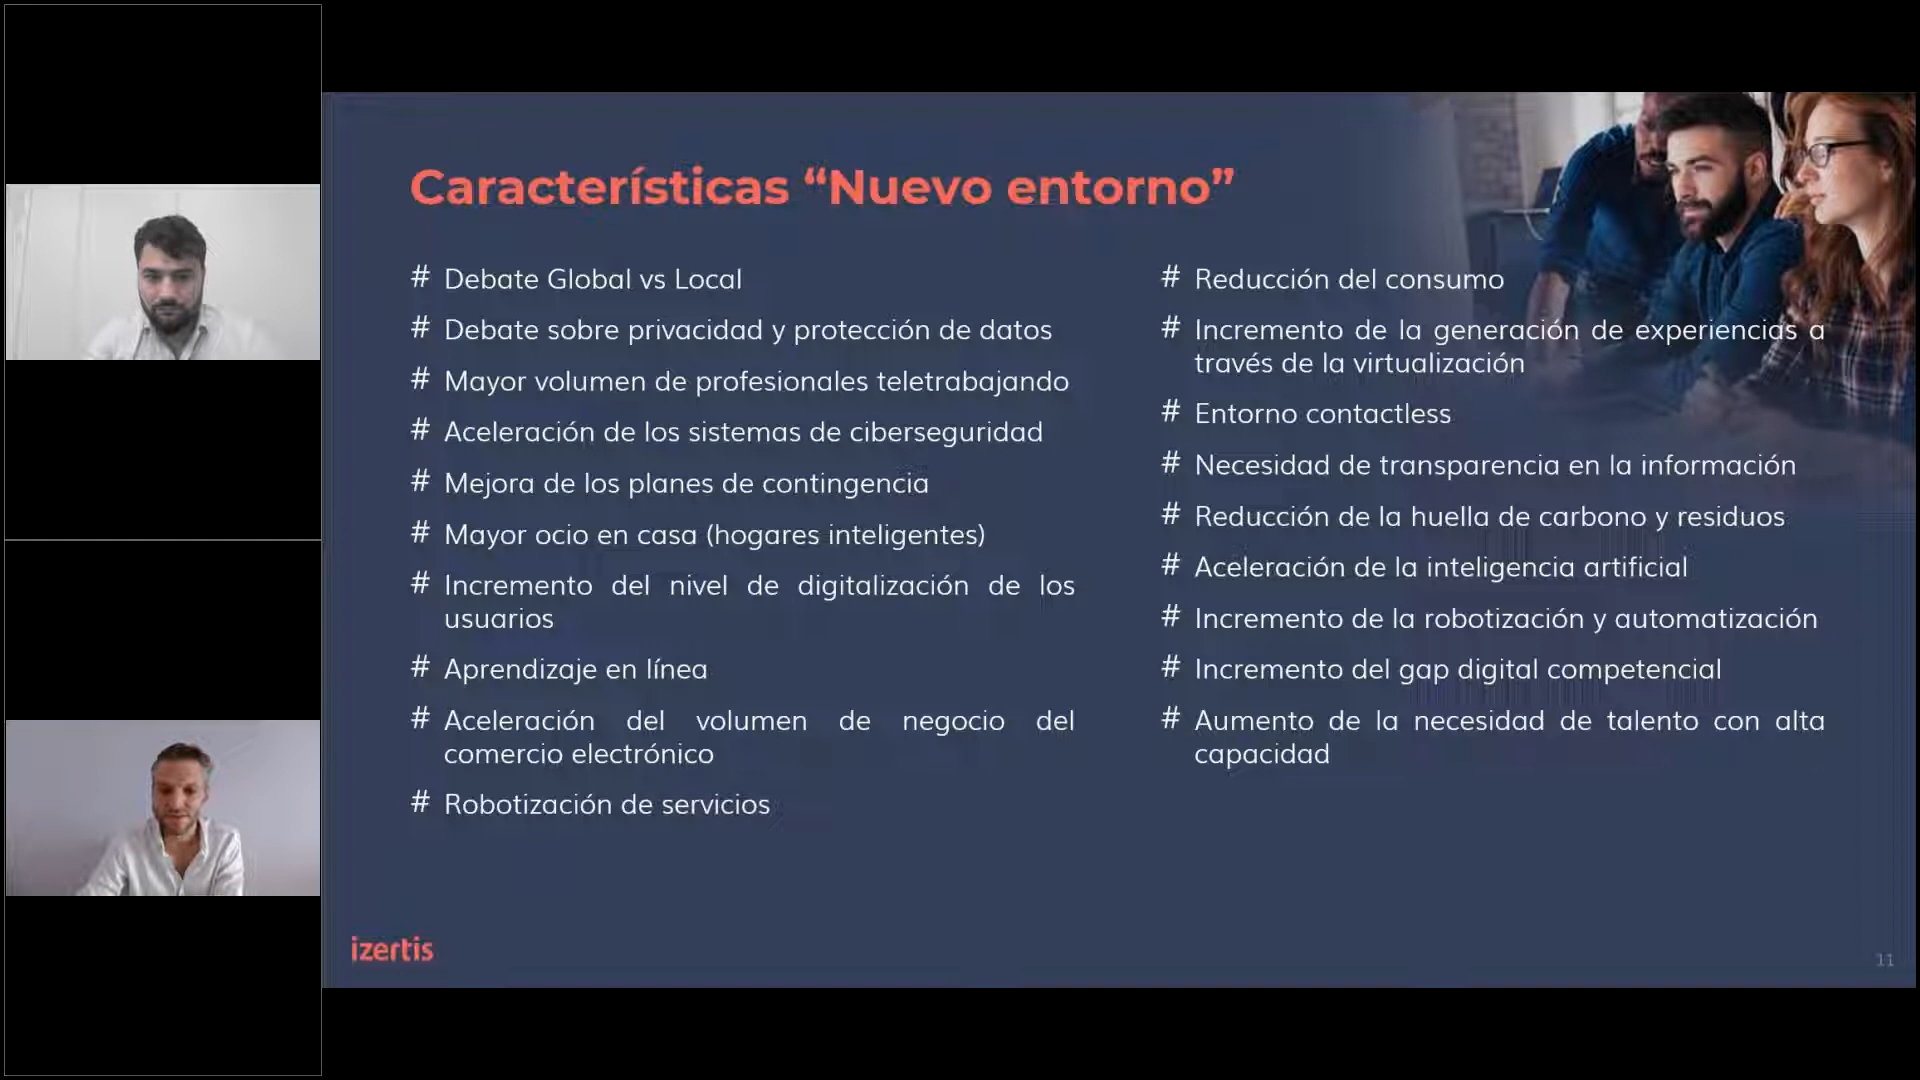 Características “Nuevo entorno”
# Debate Global vs Local
# Debate sobre privacidad y protección de datos
# Mayor volumen de profesionales teletrabajando
# Aceleración de los sistemas de ciberseguridad
# Mejora de los planes de contingencia
# Mayor ocio en casa (hogares inteligentes)
# Incremento del nivel de digitalización de los
usuarios
# Aprendizaje en línea
# Aceleración del volumen de negocio del
comercio electrónico
# Robotización de servicios
# Reducción del consumo
# Incremento de la generación de experiencias a
través de la virtualización
# Entorno contactless
# Necesidad de transparencia en la información
# Reducción de la huella de carbono y residuos
# Aceleración de la inteligencia artificial
# Incremento de la robotización y automatización
# Incremento del gap digital competencial
# Aumento de la necesidad de talento con alta
capacidad
izertis
11